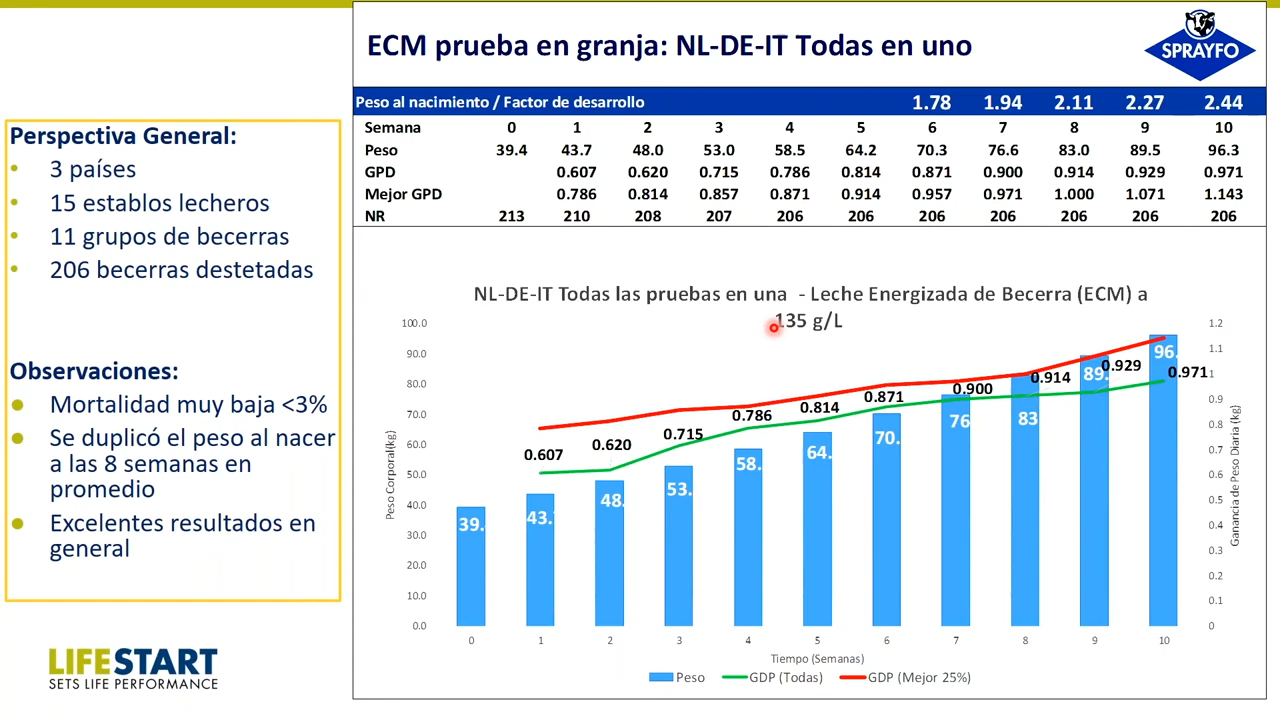 ECM prueba en granja: NL-DE-IT Todas en uno
SPRAYFO
Peso al nacimiento / Factor de desarrollo 1.78 1.94 2.11 2.27 2.44
Semana 0 1 2 3 4 5 6 7 8 9 10
Peso 39.4 43.7 48.0 53.0 58.5 64.2 70.3 76.6 83.0 89.5 96.3
GPD 0.607 0.620 0.715 0.786 0.814 0.871 0.900 0.914 0.929 0.971
Mejor GPD 0.786 0.814 0.857 0.871 0.914 0.957 0.971 1.000 1.071 1.143
NR 213 210 208 207 206 206 206 206 206 206 206
Perspectiva General:
• 3 países
• 15 establos lecheros
• 11 grupos de becerras
• 206 becerras destetadas
Observaciones:
● Mortalidad muy baja <3%
● Se duplicó el peso al nacer
a las 8 semanas en
promedio
● Excelentes resultados en
general
LIFESTART
SETS LIFE PERFORMANCE
NL-DE-IT Todas las pruebas en una - Leche Energizada de Becerra (ECM) a
135 g/L
Peso Corporal(kg)
100.0
90.0
80.0
70.0
60.0
50.0
40.0
30.0
20.0
10.0
0.0
39. 43. 48. 53. 58. 64. 70. 76 83 89. 96.
0.607 0.620 0.715 0.786 0.814 0.871 0.900 0.914 0.929 0.971
1.2
1.1
1
0.9
0.8
0.7
0.6
0.5
0.4
0.3
0.2
0.1
0
Ganancia de Peso Diaria (kg)
0 1 2 3 4 5 6 7 8 9 10
Tiempo (Semanas)
Peso GDP (Todas) GDP (Mejor 25%)